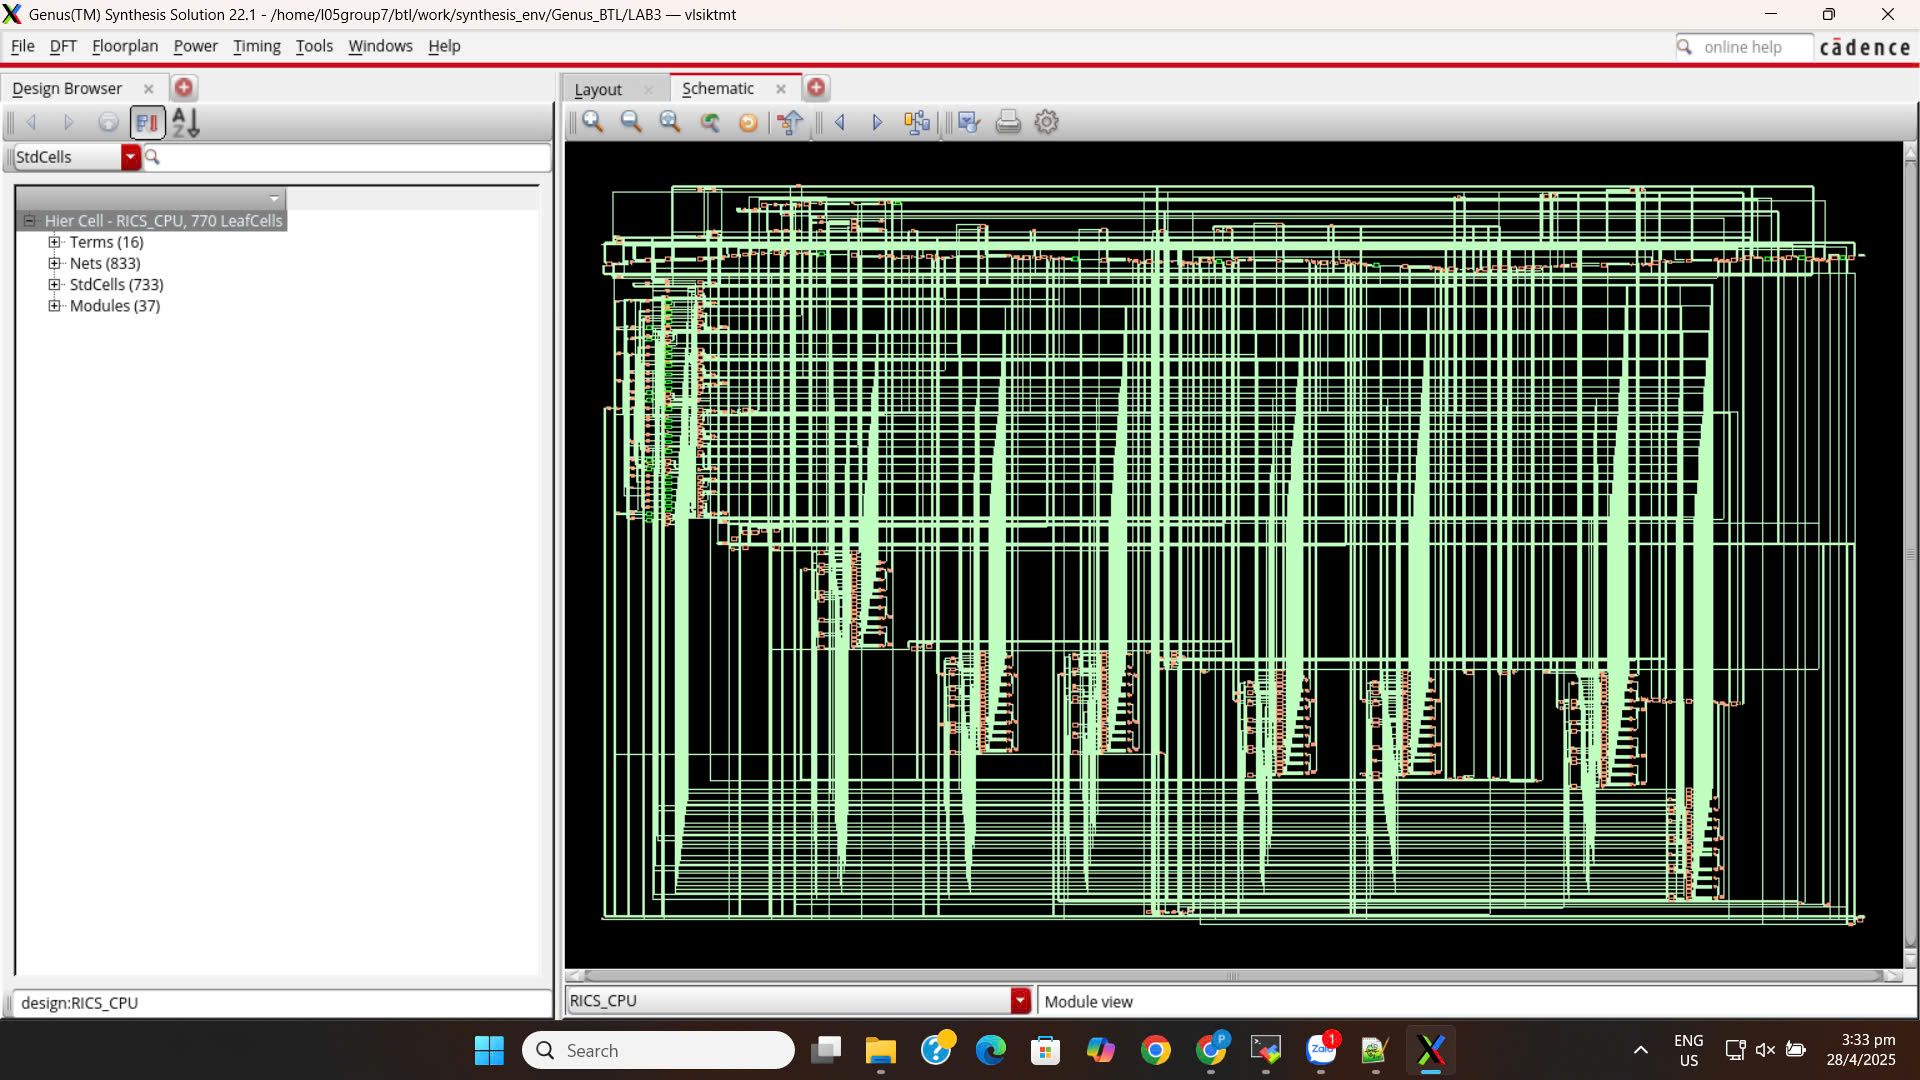 Genus(TM) Synthesis Solution 22.1 - /home/l05group7/btl/work/synthesis_env/Genus_BTL/LAB3 — vlsiktmt
File DFT Floorplan Power Timing Tools Windows Help
online help
cādence
Design Browser
Layout
Schematic
A
Z
StdCells
Hier Cell - RICS_CPU, 770 LeafCells
Terms (16)
Nets (833)
StdCells (733)
Modules (37)
design:RICS_CPU
RICS_CPU
Module view
Search
Zalo
1
P
ENG
US
3:33 pm
28/4/2025